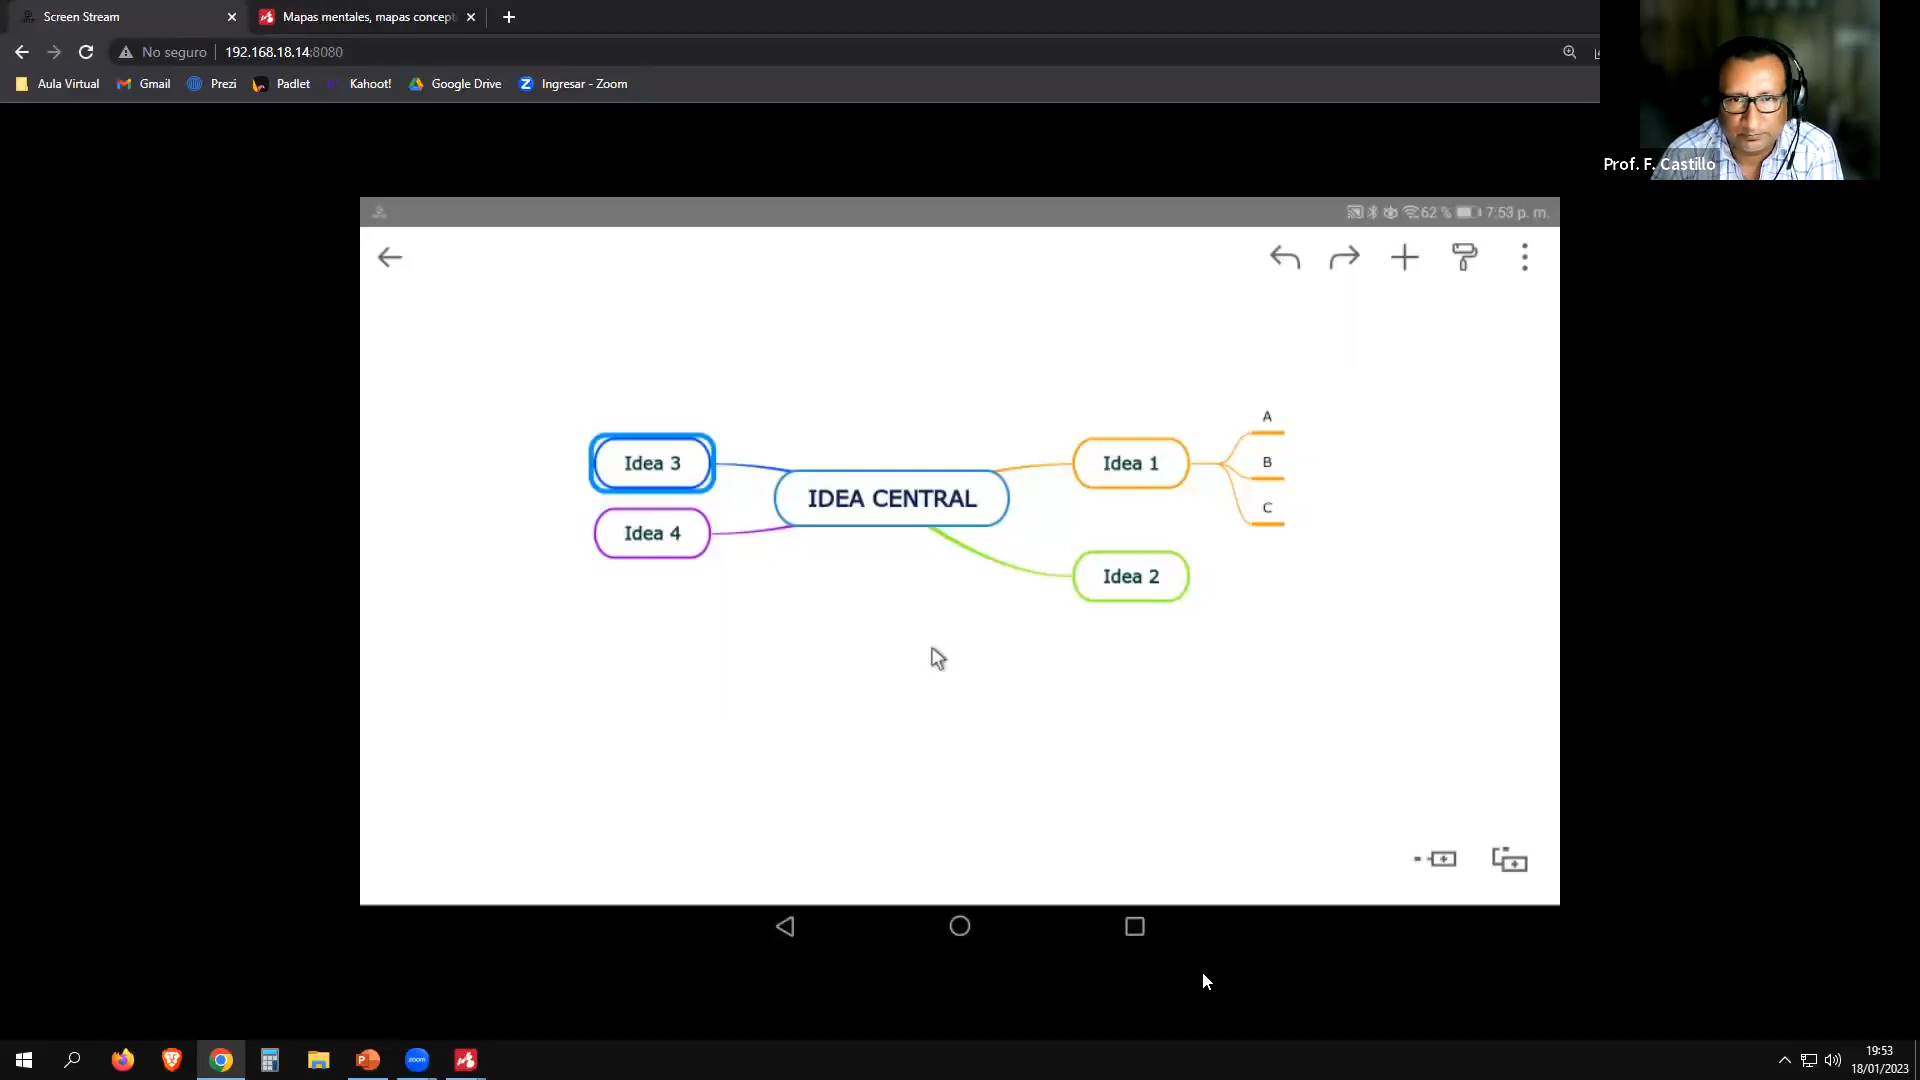 Screen Stream
Mapas mentales, mapas concept
No seguro
192.168.18.14:8080
Aula Virtual
Gmail
Prezi
Padlet
Kahoot!
Google Drive
Ingresar - Zoom
Prof. F. Castillo
62 %
7:53 p. m.
Idea 3
Idea 4
IDEA CENTRAL
Idea 1
A
B
C
Idea 2
zoom
19:53
18/01/2023